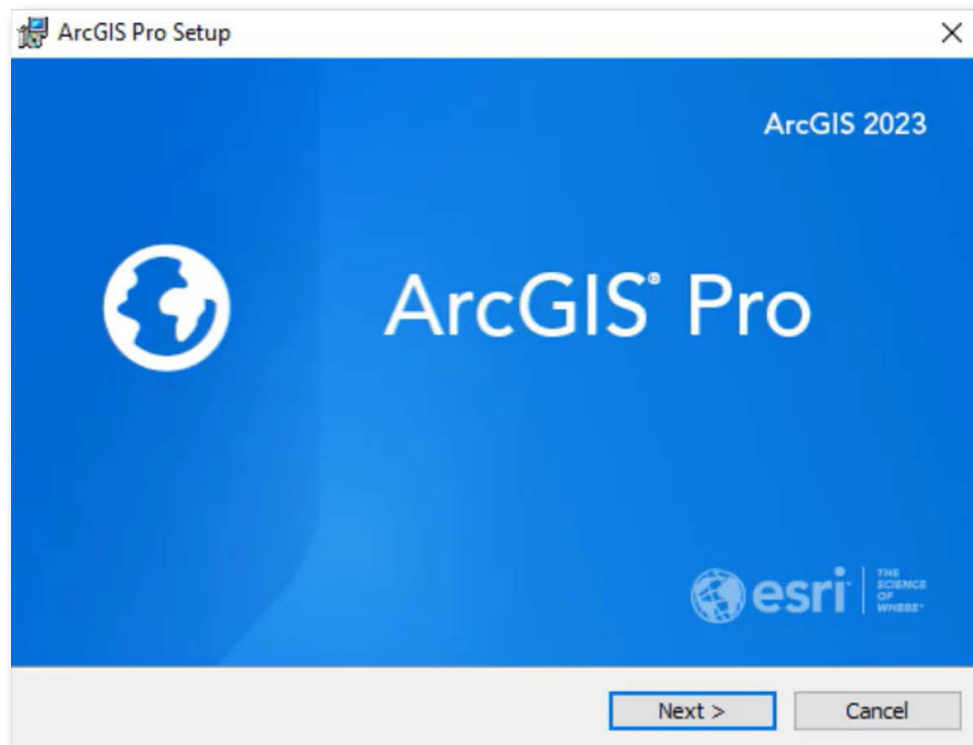 ArcGIS Pro Setup
ArcGIS 2023
ArcGIS® Pro
esri
THE
SCIENCE
OF
WHERE®
Next >
Cancel